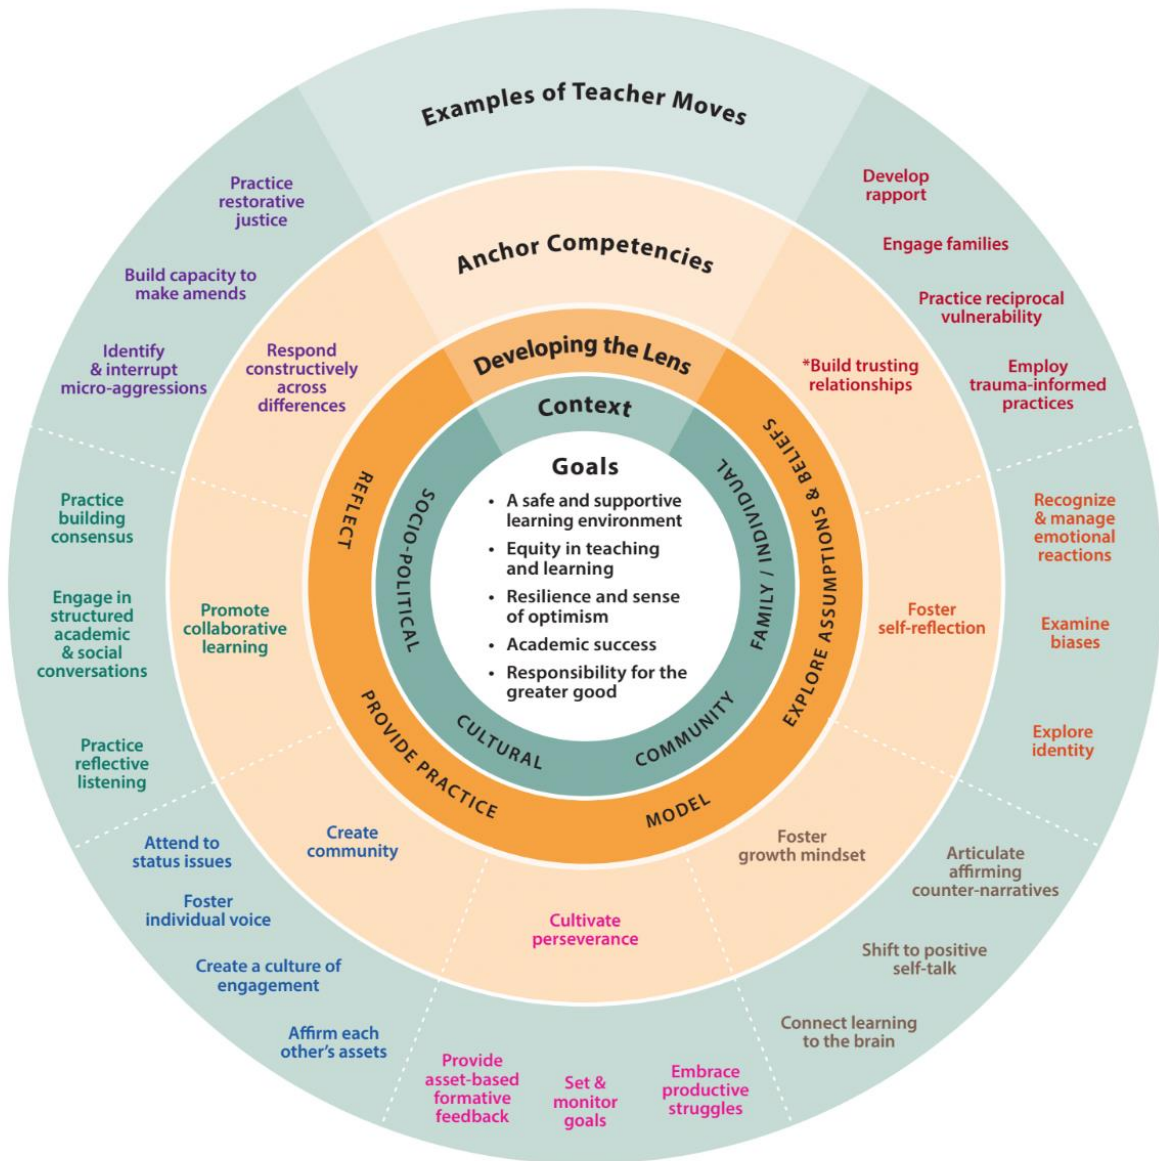 Examples of Teacher Moves
Anchor Competencies
Developing the Lens
Context
Goals
• A safe and supportive
learning environment
• Equity in teaching
and learning
• Resilience and sense
of optimism
• Academic success
• Responsibility for the
greater good
FAMILY / INDIVIDUAL
COMMUNITY
CULTURAL
SOCIO-POLITICAL
EXPLORE ASSUMPTIONS & BELIEFS
MODEL
PROVIDE PRACTICE
REFLECT
*Build trusting
relationships
Develop
rapport
Engage families
Practice reciprocal
vulnerability
Employ
trauma-informed
practices
Foster
self-reflection
Recognize
& manage
emotional
reactions
Examine
biases
Explore
identity
Foster
growth mindset
Articulate
affirming
counter-narratives
Shift to positive
self-talk
Connect learning
to the brain
Cultivate
perseverance
Embrace
productive
struggles
Set &
monitor
goals
Provide
asset-based
formative
feedback
Create
community
Attend to
status issues
Foster
individual voice
Create a culture of
engagement
Affirm each
other’s assets
Promote
collaborative
learning
Practice
building
consensus
Engage in
structured
academic
& social
conversations
Practice
reflective
listening
Respond
constructively
across
differences
Practice
restorative
justice
Build capacity to
make amends
Identify
& interrupt
micro-aggressions